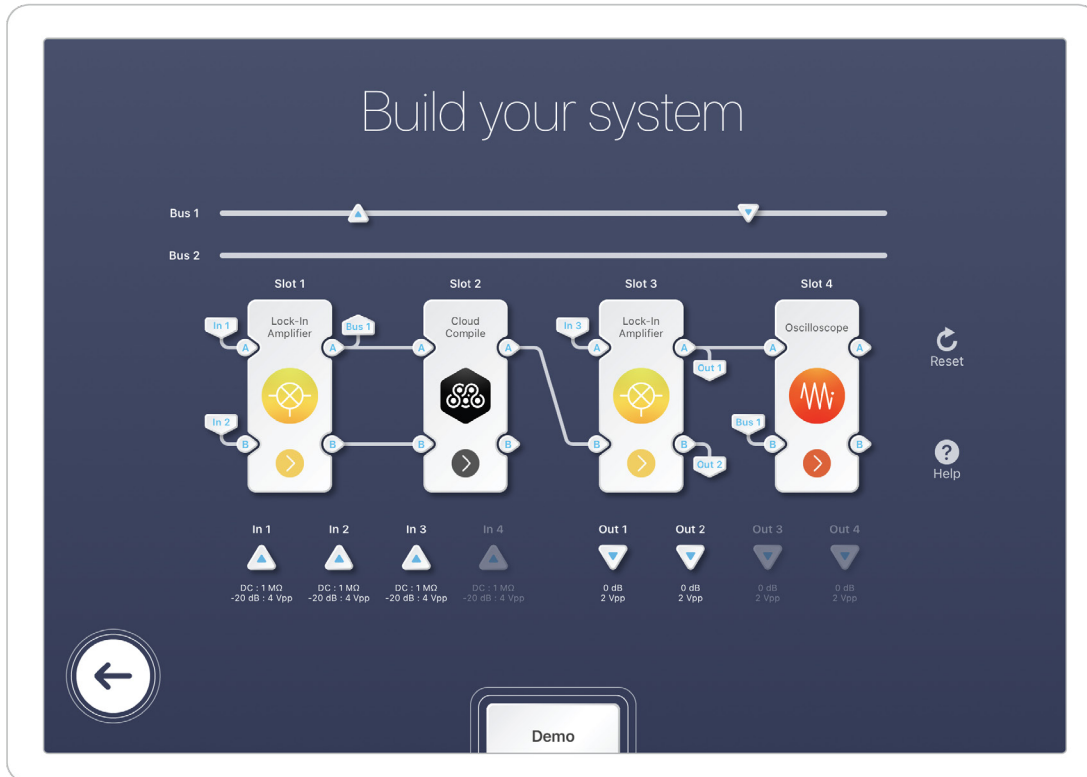 Build your system
Bus 1
Bus 2
Slot 1
Slot 2
Slot 3
Slot 4
Lock-In
Amplifier
Cloud
Compile
Lock-In
Amplifier
Oscilloscope
In 1
Bus 1
In 3
A
A
A
A
A
A
A
A
Out 1
Reset
In 2
Bus 1
B
B
B
B
B
B
B
B
Out 2
?
Help
In 1
In 2
In 3
In 4
Out 1
Out 2
Out 3
Out 4
DC : 1 MΩ
-20 dB : 4 Vpp
DC : 1 MΩ
-20 dB : 4 Vpp
DC : 1 MΩ
-20 dB : 4 Vpp
DC : 1 MΩ
-20 dB : 4 Vpp
0 dB
2 Vpp
0 dB
2 Vpp
0 dB
2 Vpp
0 dB
2 Vpp
Demo